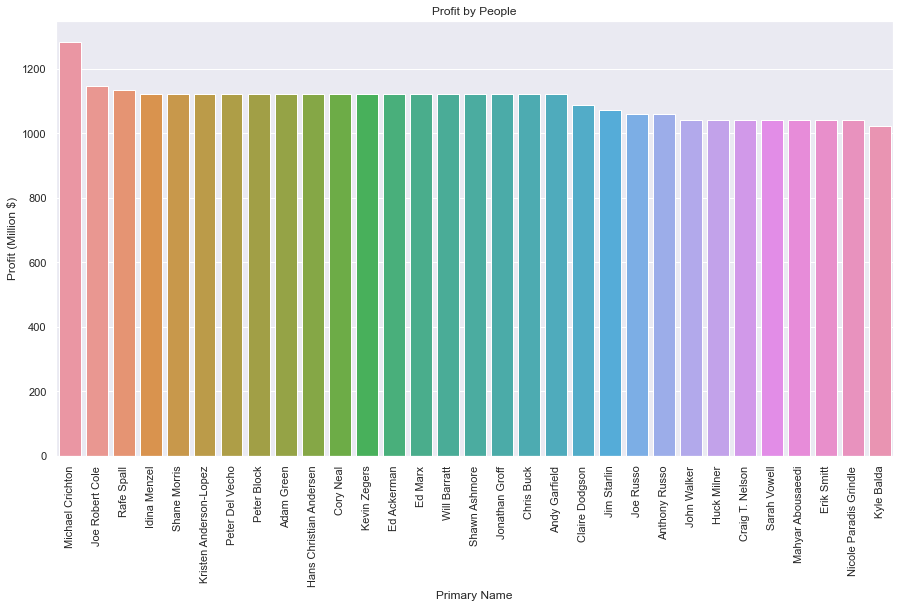 Profit by People
Profit (Million $)
1200
1000
800
600
400
200
0
Michael Crichton
Joe Robert Cole
Rafe Spall
Idina Menzel
Shane Morris
Kristen Anderson-Lopez
Peter Del Vecho
Peter Block
Adam Green
Hans Christian Andersen
Cory Neal
Kevin Zegers
Ed Ackerman
Ed Marx
Will Barratt
Shawn Ashmore
Jonathan Groff
Chris Buck
Andy Garfield
Claire Dodgson
Jim Starlin
Joe Russo
Anthony Russo
John Walker
Huck Milner
Craig T. Nelson
Sarah Vowell
Mahyar Abousaeedi
Erik Smitt
Nicole Paradis Grindle
Kyle Balda
Primary Name